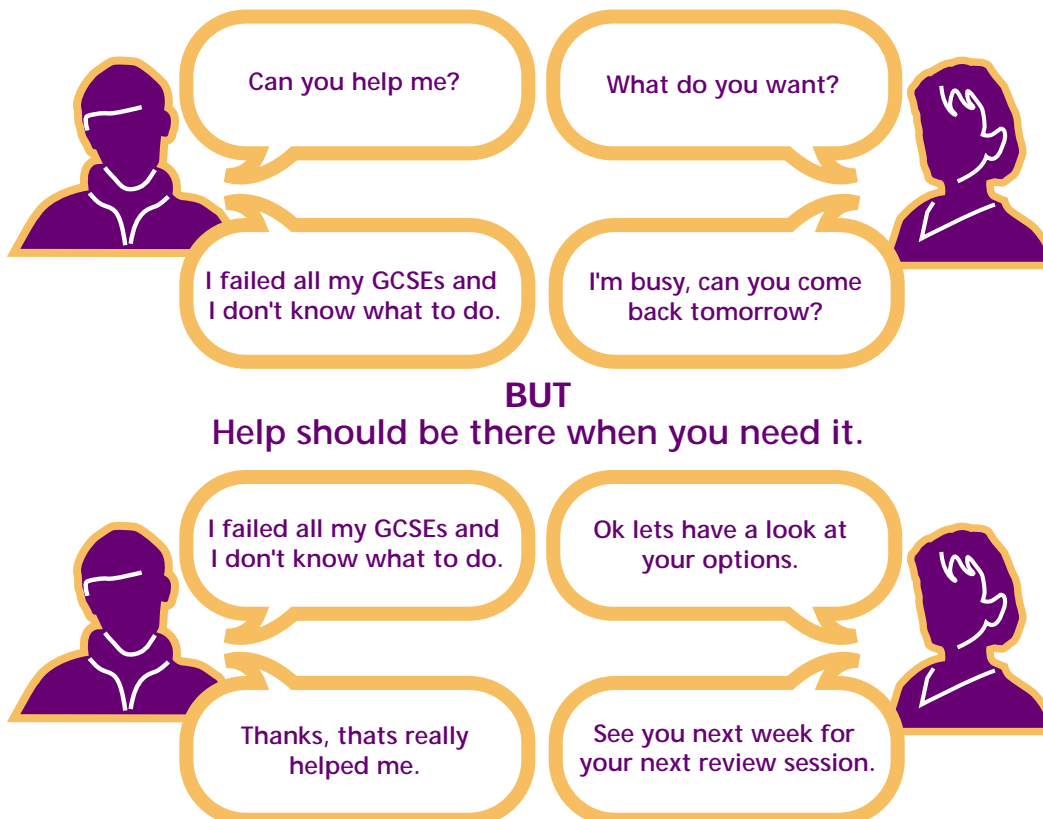 Can you help me?
What do you want?
I failed all my GCSEs and
I don't know what to do.
I'm busy, can you come
back tomorrow?
BUT
Help should be there when you need it.
I failed all my GCSEs and
I don't know what to do.
Ok lets have a look at
your options.
Thanks, thats really
helped me.
See you next week for
your next review session.